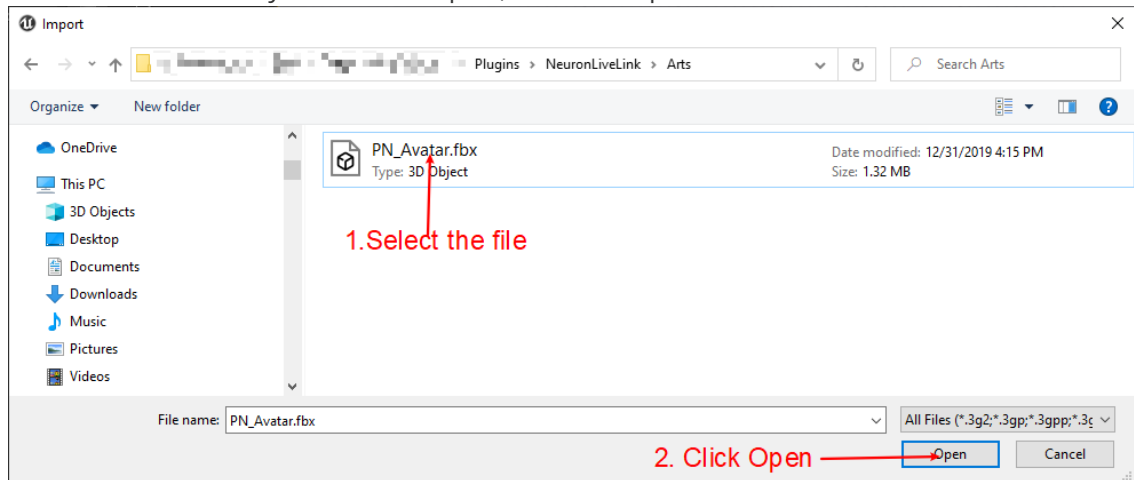 Import
Plugins > NeuronLiveLink > Arts
Search Arts
Organize
New folder
OneDrive
This PC
3D Objects
Desktop
Documents
Downloads
Music
Pictures
Videos
PN_Avatar.fbx
Type: 3D Object
Date modified: 12/31/2019 4:15 PM
Size: 1.32 MB
1.Select the file
File name: PN_Avatar.fbx
All Files (*.3g2;*.3gp;*.3gpp;*.3g
2. Click Open
Open
Cancel